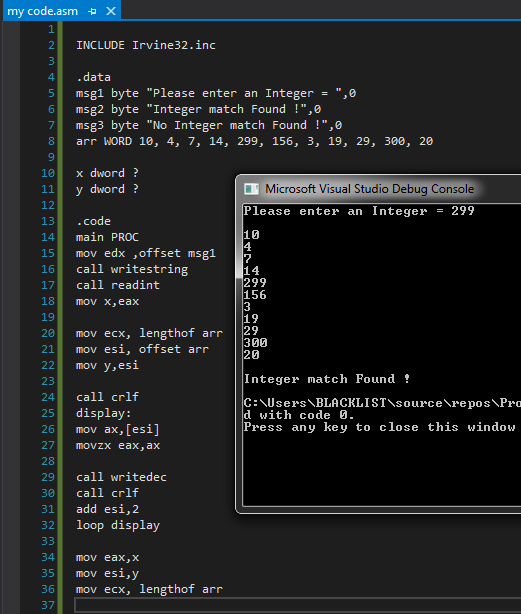 my code.asm
1
2 INCLUDE Irvine32.inc
3
4 .data
5 msg1 byte "Please enter an Integer = ",0
6 msg2 byte "Integer match Found !",0
7 msg3 byte "No Integer match Found !",0
8 arr WORD 10, 4, 7, 14, 299, 156, 3, 19, 29, 300, 20
9
10 x dword ?
11 y dword ?
12
13 .code
14 main PROC
15 mov edx ,offset msg1
16 call writestring
17 call readint
18 mov x,eax
19
20 mov ecx, lengthof arr
21 mov esi, offset arr
22 mov y,esi
23
24 call crlf
25 display:
26 mov ax,[esi]
27 movzx eax,ax
28
29 call writedec
30 call crlf
31 add esi,2
32 loop display
33
34 mov eax,x
35 mov esi,y
36 mov ecx, lengthof arr
37
Microsoft Visual Studio Debug Console
Please enter an Integer = 299
10
4
7
14
299
156
3
19
29
300
20
Integer match Found !
C:\Users\BLACKLIST\source\repos\Pro
d with code 0.
Press any key to close this window